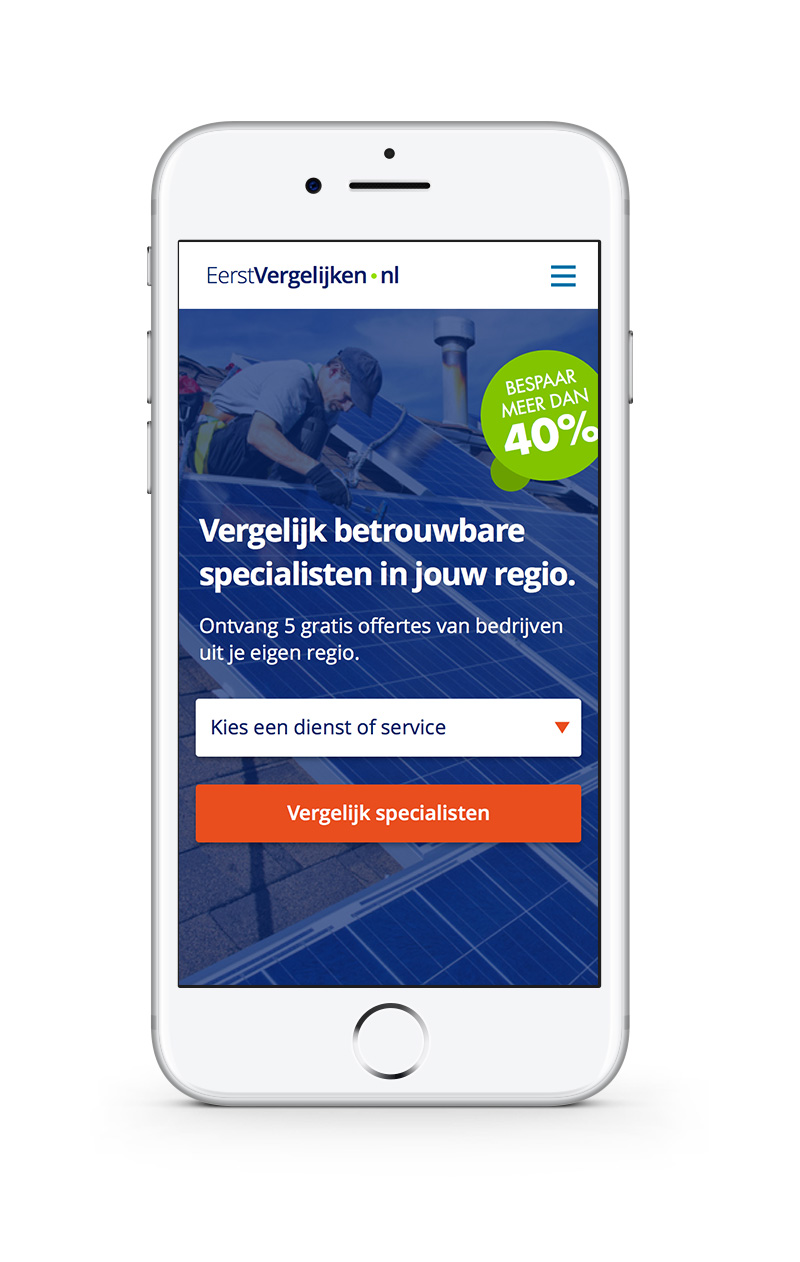 EerstVergelijken•nl
BESPAAR
MEER DAN
40%
Vergelijk betrouwbare
specialisten in jouw regio.
Ontvang 5 gratis offertes van bedrijven
uit je eigen regio.
Kies een dienst of service
Vergelijk specialisten